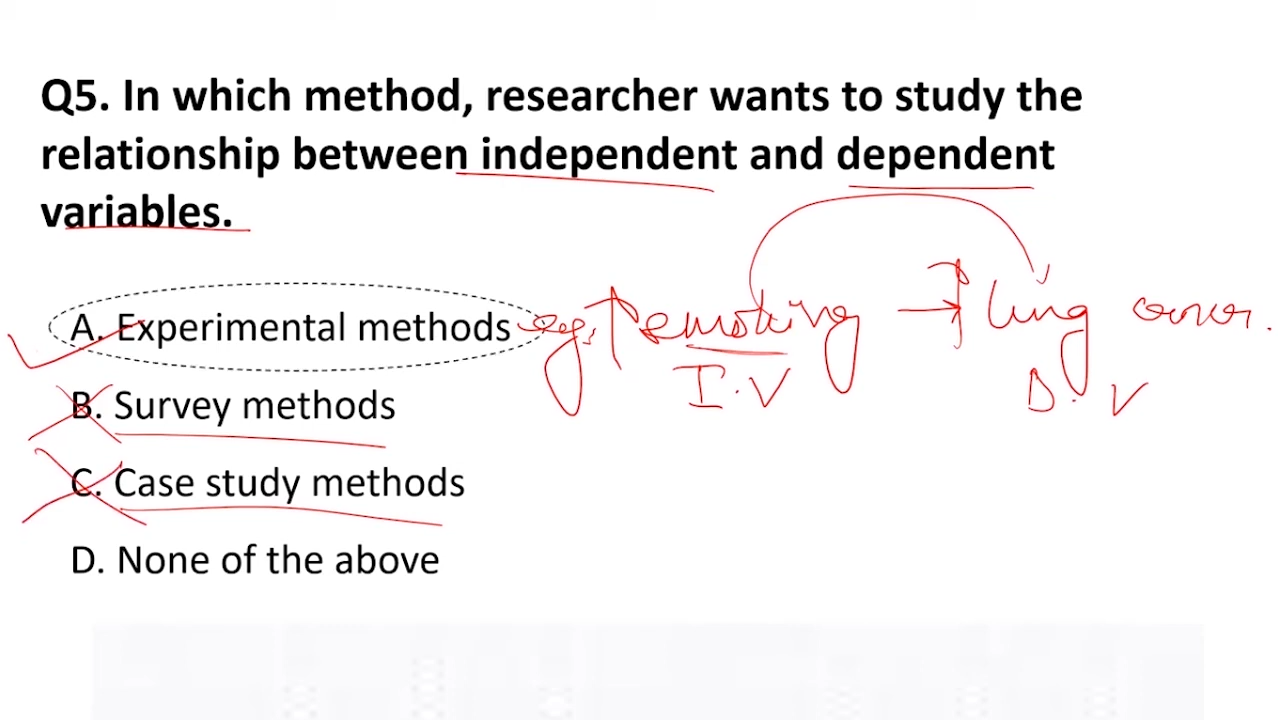 Q5. In which method, researcher wants to study the
relationship between independent and dependent
variables.
A. Experimental methods eg, smoking → lung cancer.
I.V D.V
B. Survey methods
C. Case study methods
D. None of the above